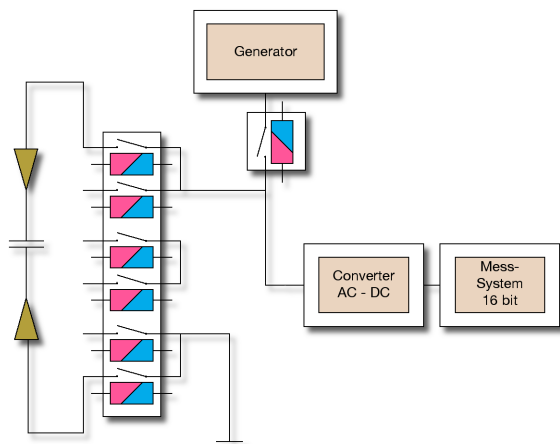 Generator
Converter
AC - DC
Mess-
System
16 bit